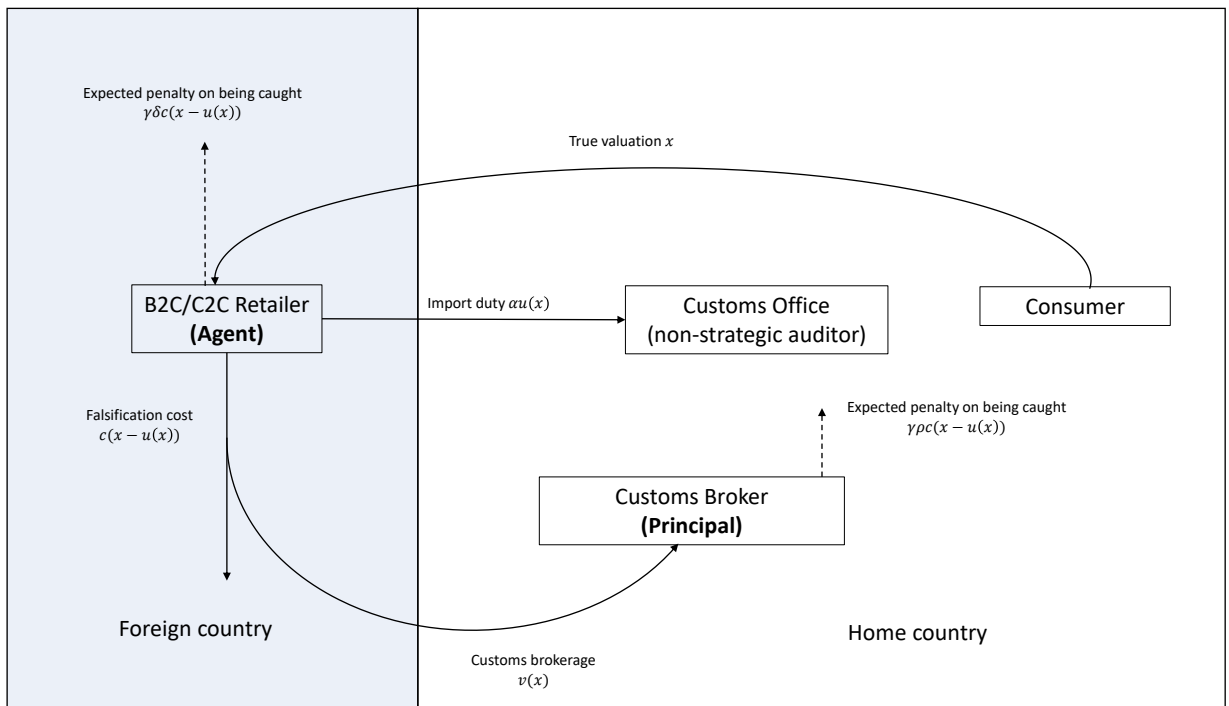 Expected penalty on being caught
γδc(x − u(x))
True valuation x
B2C/C2C Retailer
(Agent)
Import duty αu(x)
Customs Office
(non-strategic auditor)
Consumer
Falsification cost
c(x − u(x))
Expected penalty on being caught
γρc(x − u(x))
Customs Broker
(Principal)
Foreign country
Home country
Customs brokerage
v(x)